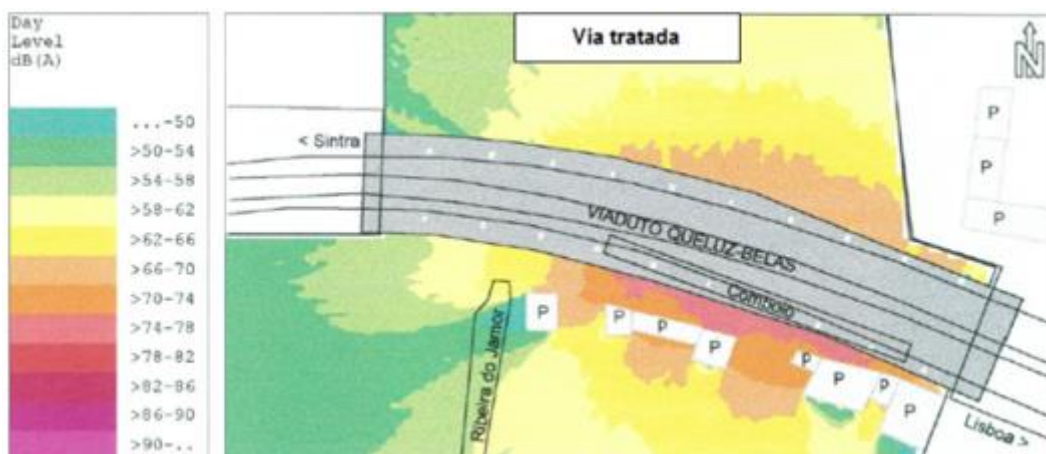 Day
Level
dB(A)
...-50
>50-54
>54-58
>58-62
>62-66
>66-70
>70-74
>74-78
>78-82
>82-86
>86-90
>90-..
Via tratada
N
< Sintra
VIADUTO QUELUZ-BELAS
Comboio
Ribeira do Jamor
Lisboa >
P
P
P
P
P
P
P
P
P
P
P